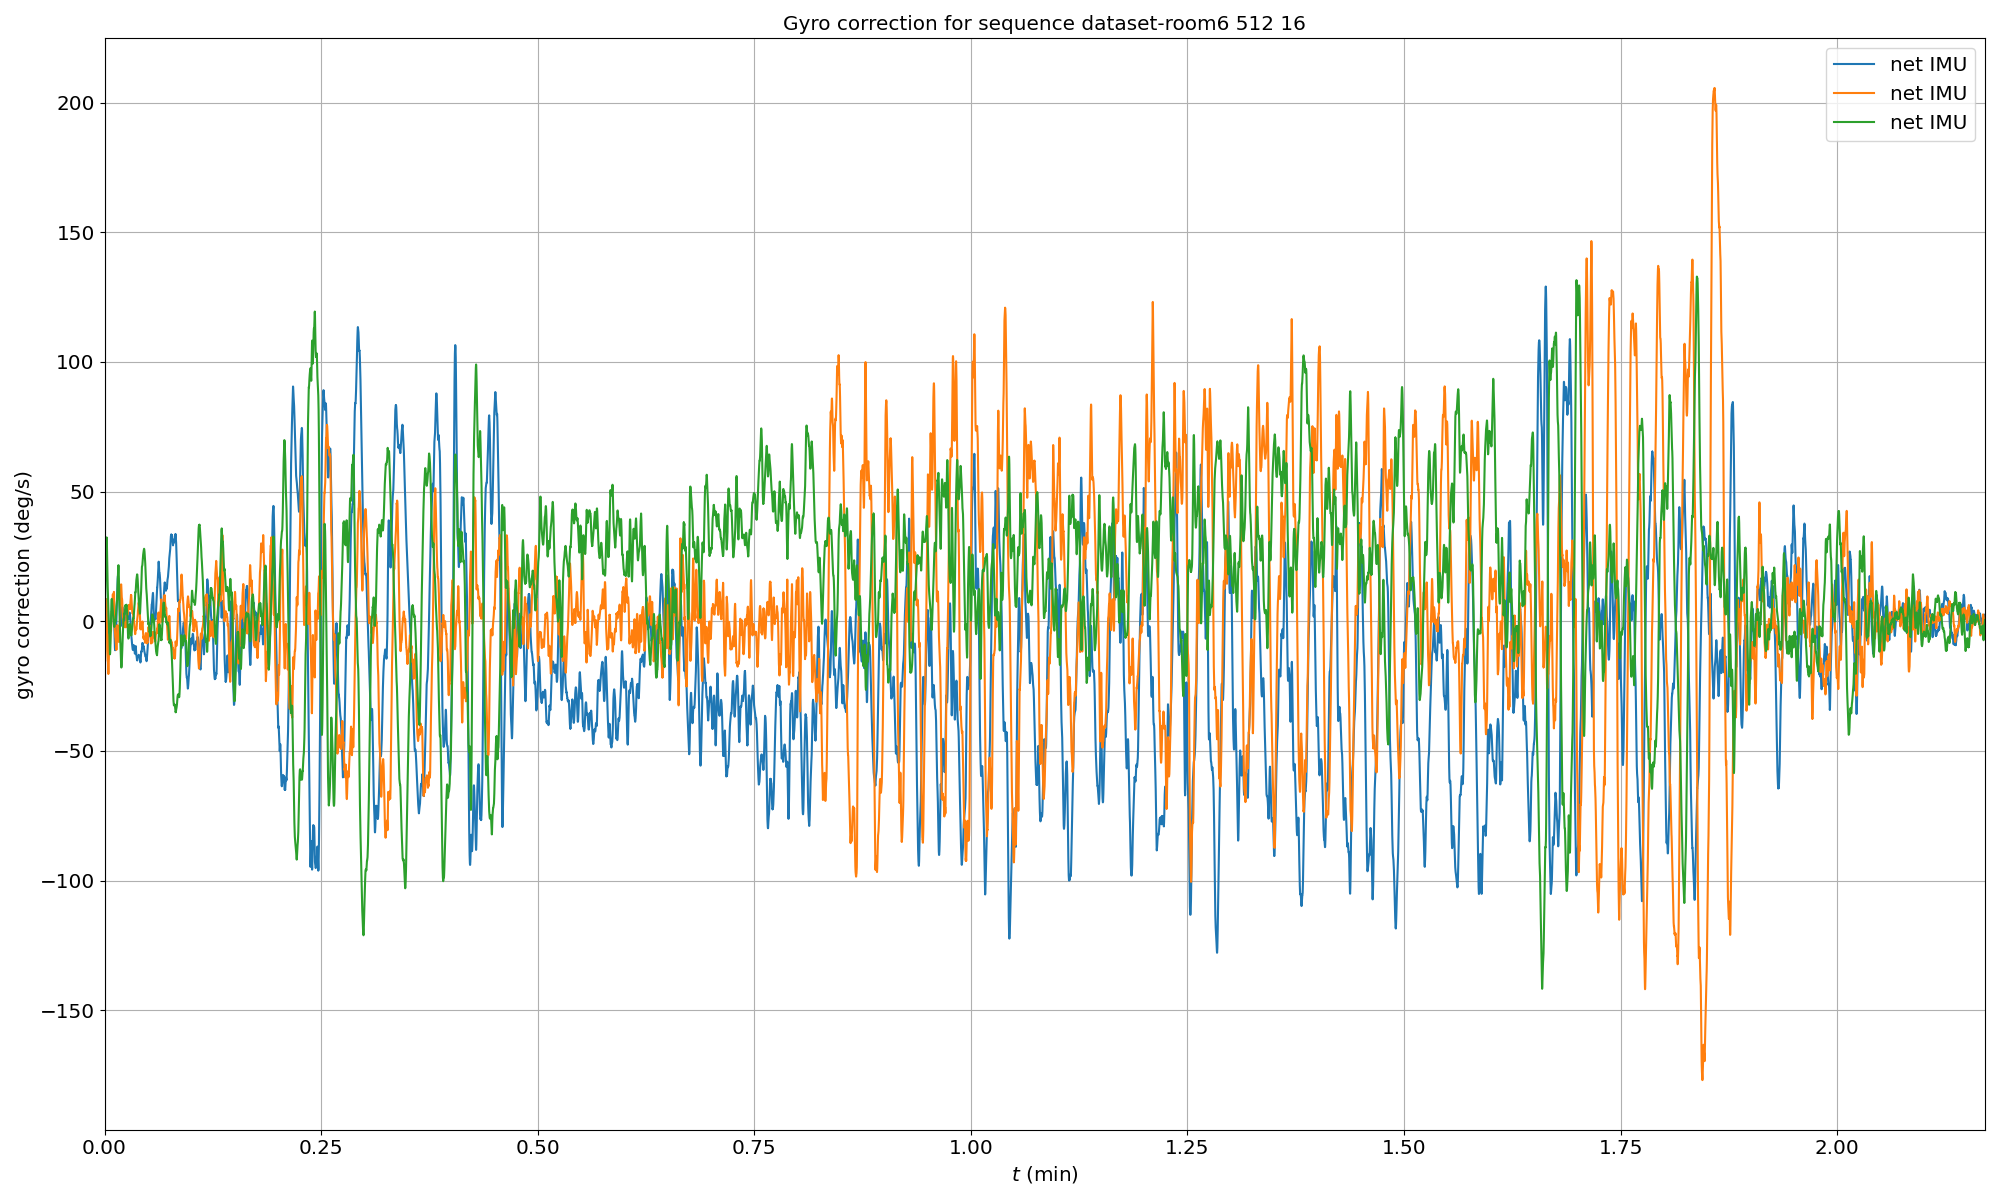 Gyro correction for sequence dataset-room6 512 16
net IMU
net IMU
net IMU
gyro correction (deg/s)
200
150
100
50
0
−50
−100
−150
0.00 0.25 0.50 0.75 1.00 1.25 1.50 1.75 2.00
t (min)